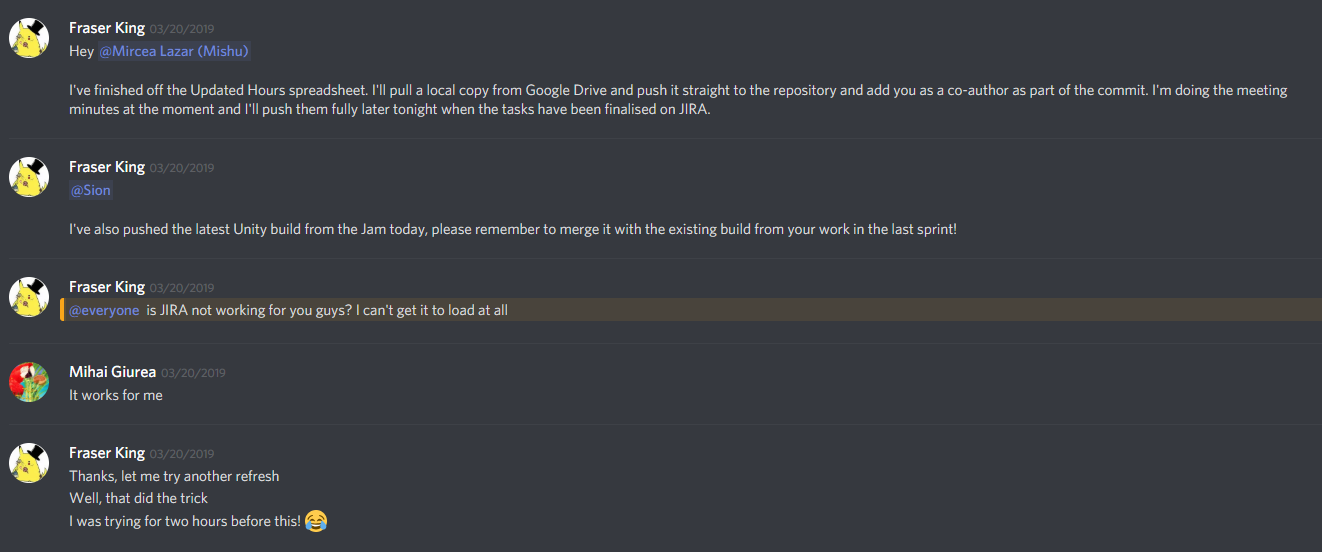 Fraser King 03/20/2019
Hey @Mircea Lazar (Mishu)
I've finished off the Updated Hours spreadsheet. I'll pull a local copy from Google Drive and push it straight to the repository and add you as a co-author as part of the commit. I'm doing the meeting
minutes at the moment and I'll push them fully later tonight when the tasks have been finalised on JIRA.
Fraser King 03/20/2019
@Sion
I've also pushed the latest Unity build from the Jam today, please remember to merge it with the existing build from your work in the last sprint!
Fraser King 03/20/2019
@everyone is JIRA not working for you guys? I can't get it to load at all
Mihai Giurea 03/20/2019
It works for me
Fraser King 03/20/2019
Thanks, let me try another refresh
Well, that did the trick
I was trying for two hours before this! 😂